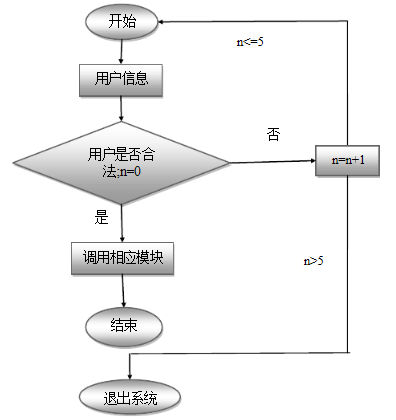 开始
n<=5
用户信息
否
用户是否合
法;n=0
n=n+1
是
调用相应模块
n>5
结束
退出系统